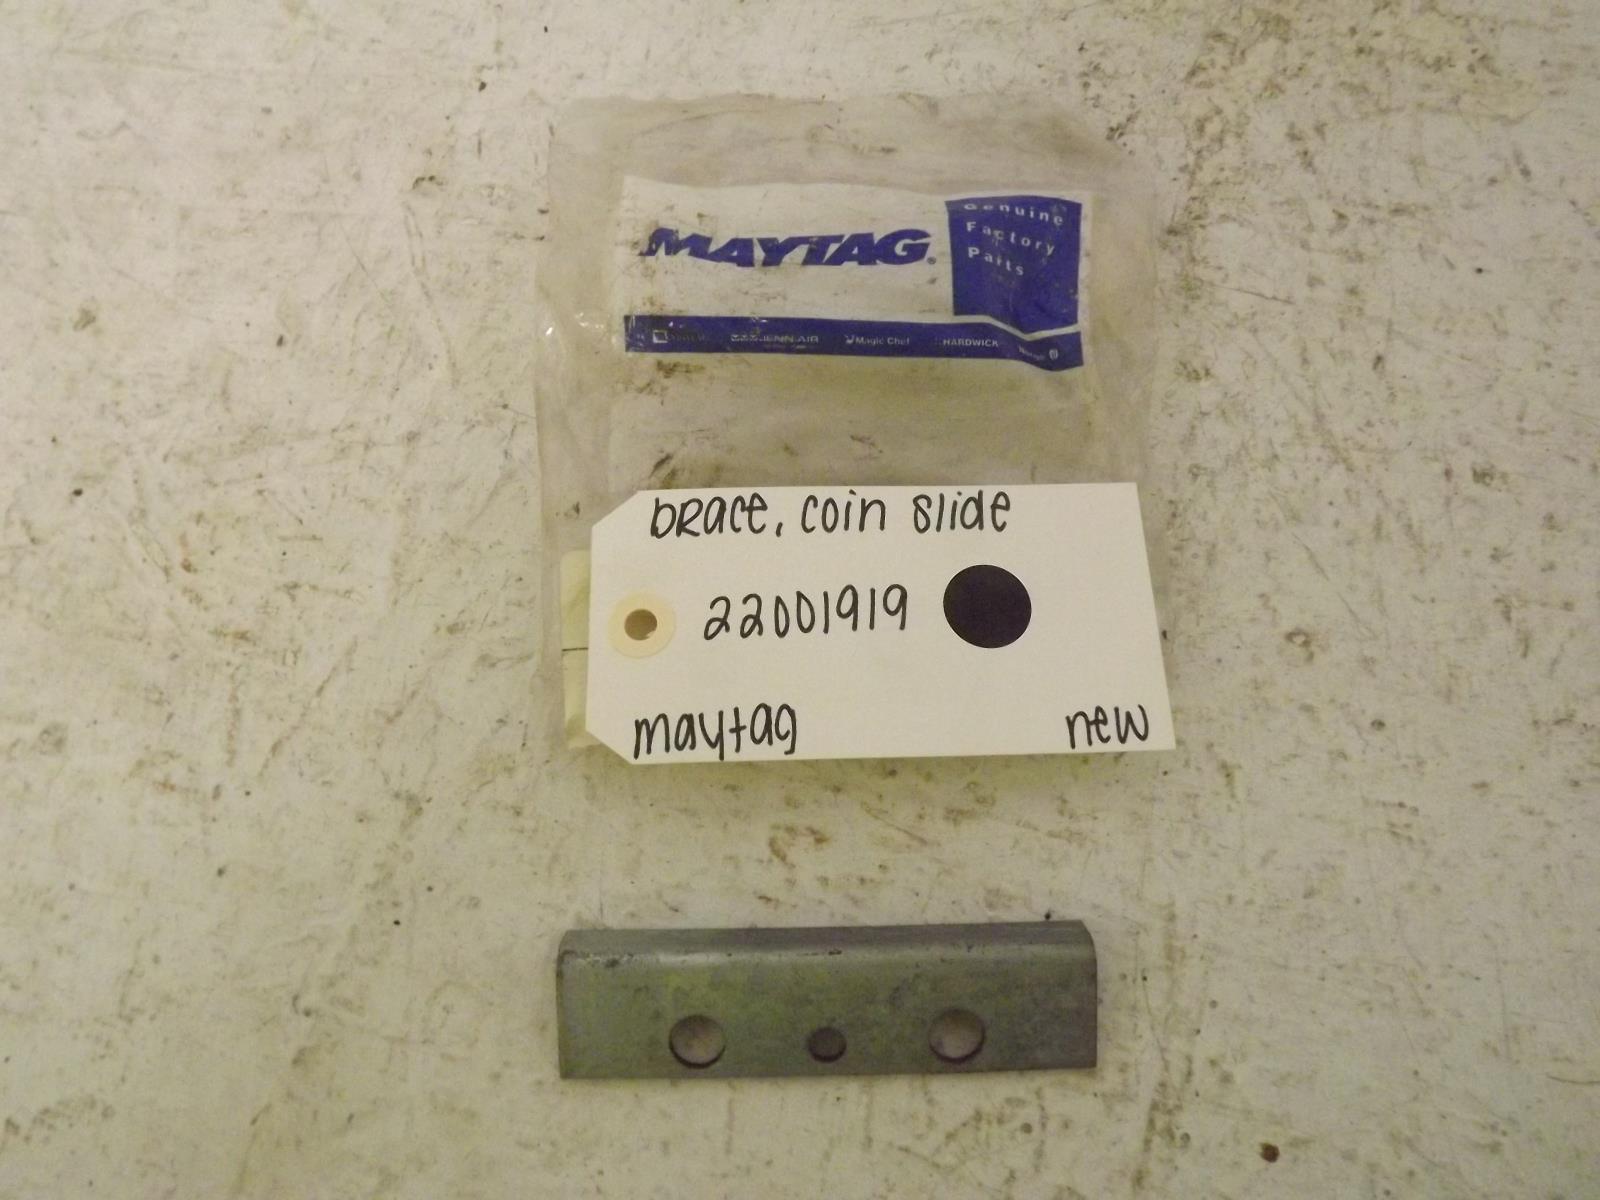 MAYTAG®
Genuine
Factory
Parts
JENN-AIR
Magic Chef
HARDWICK
brace, coin slide
22001919
maytag
new